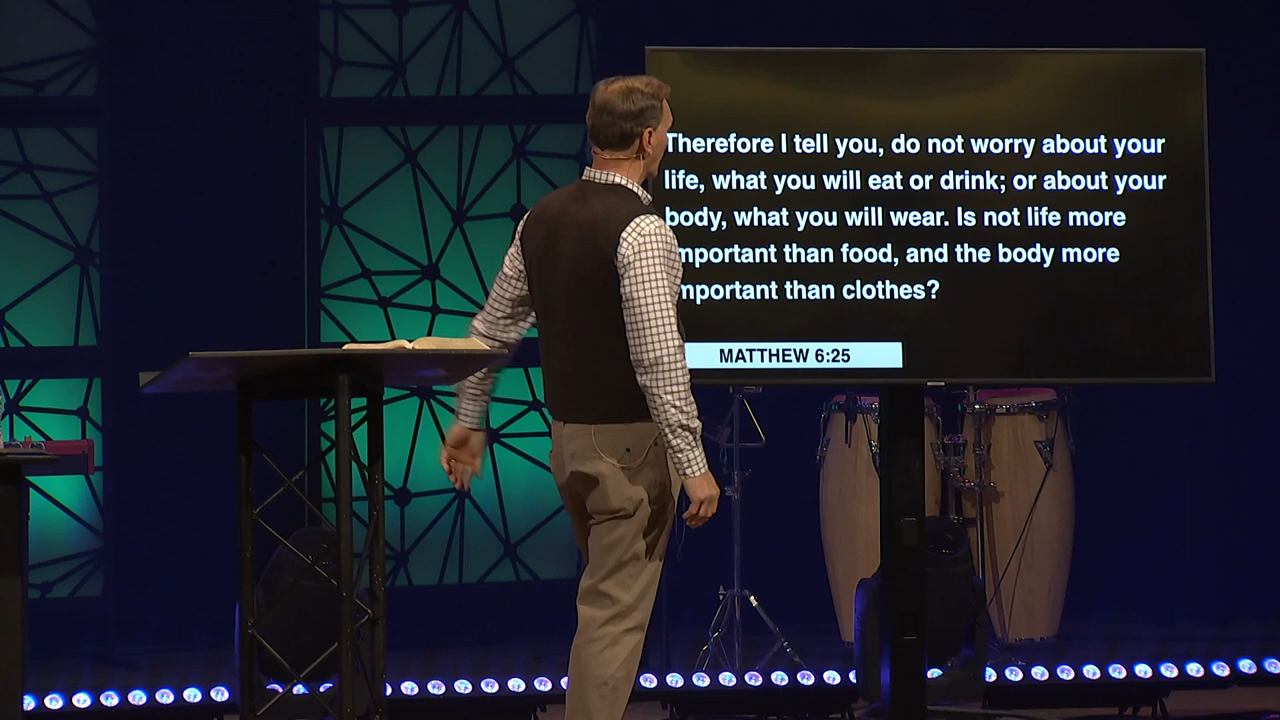 Therefore I tell you, do not worry about your
life, what you will eat or drink; or about your
body, what you will wear. Is not life more
mportant than food, and the body more
mportant than clothes?
MATTHEW 6:25